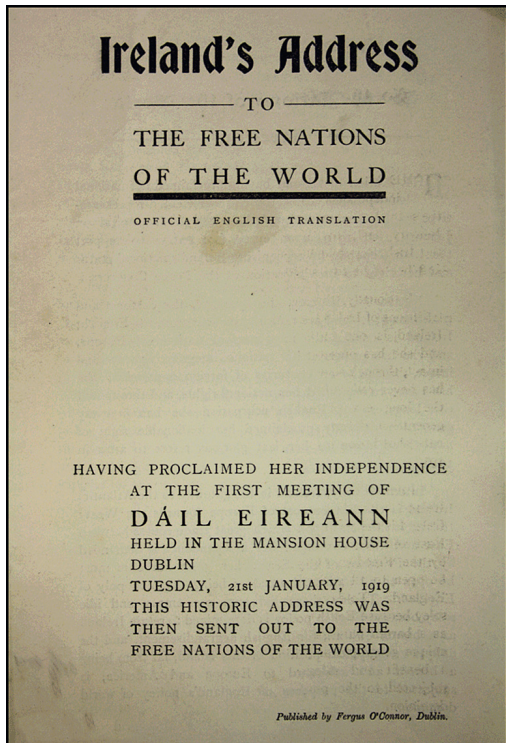 Ireland's Address
TO
THE FREE NATIONS
OF THE WORLD
OFFICIAL ENGLISH TRANSLATION
HAVING PROCLAIMED HER INDEPENDENCE
AT THE FIRST MEETING OF
DÁIL EIREANN
HELD IN THE MANSION HOUSE
DUBLIN
TUESDAY, 21st JANUARY, 1919
THIS HISTORIC ADDRESS WAS
THEN SENT OUT TO THE
FREE NATIONS OF THE WORLD
Published by Fergus O'Connor, Dublin.